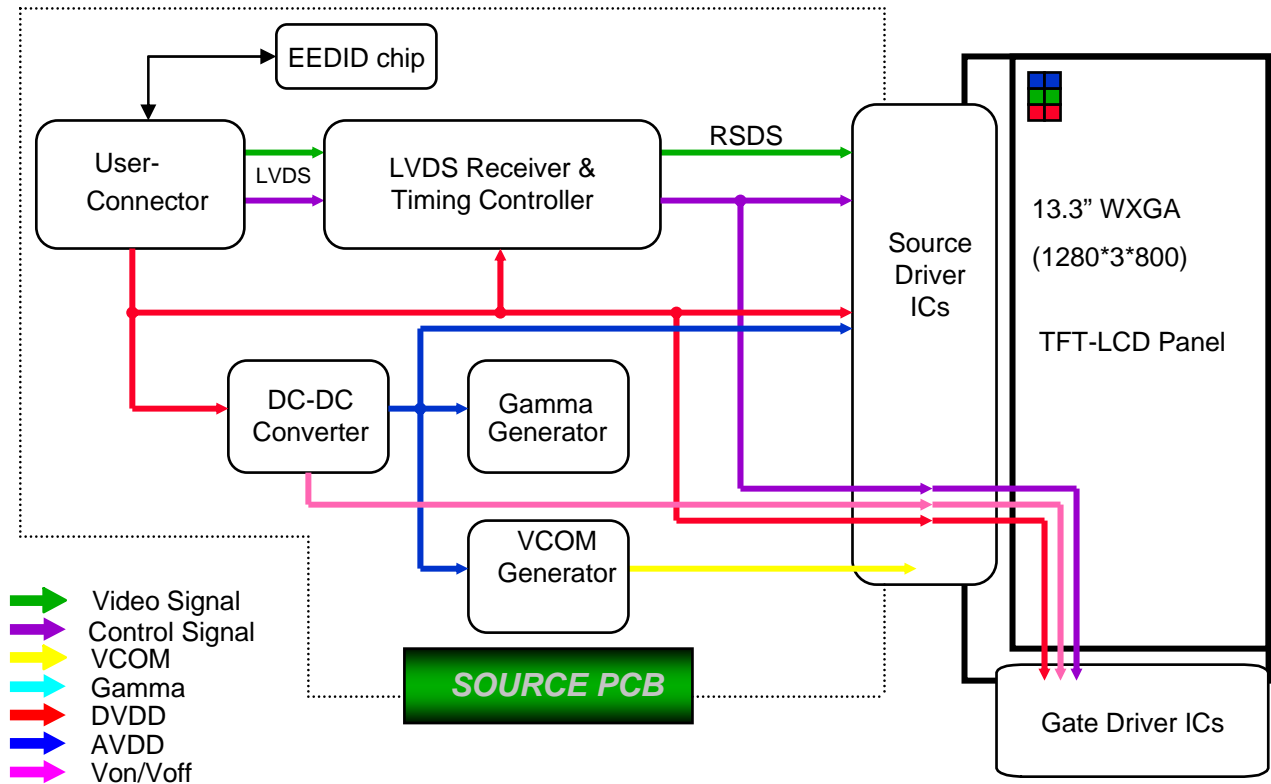 EEDID chip
User-
Connector
LVDS
LVDS Receiver &
Timing Controller
RSDS
Source
Driver
ICs
13.3” WXGA
(1280*3*800)
TFT-LCD Panel
DC-DC
Converter
Gamma
Generator
VCOM
Generator
Video Signal
Control Signal
VCOM
Gamma
DVDD
AVDD
Von/Voff
SOURCE PCB
Gate Driver ICs